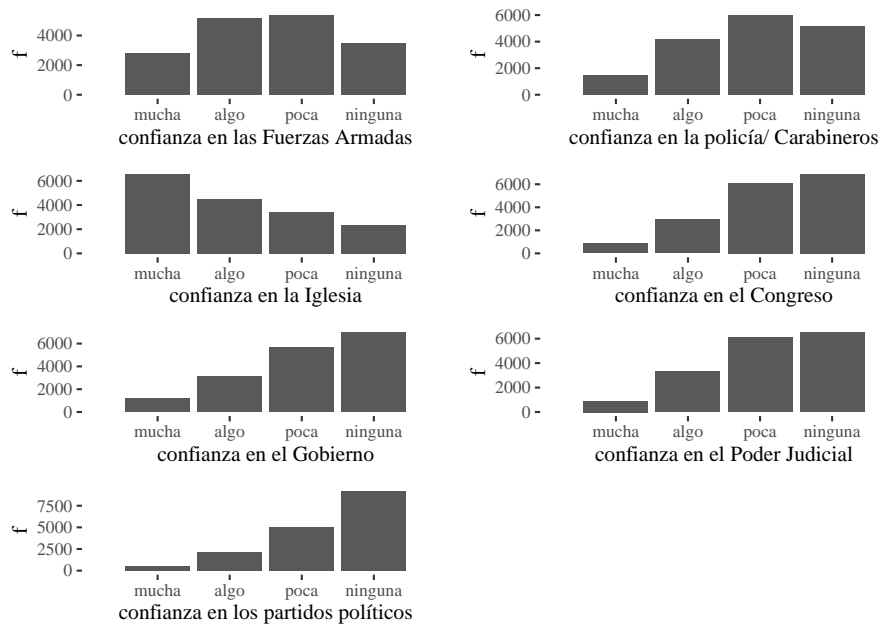 f
4000
2000
0
mucha algo poca ninguna
confianza en las Fuerzas Armadas
f
6000
4000
2000
0
mucha algo poca ninguna
confianza en la policía/ Carabineros
f
6000
4000
2000
0
mucha algo poca ninguna
confianza en la Iglesia
f
6000
4000
2000
0
mucha algo poca ninguna
confianza en el Congreso
f
6000
4000
2000
0
mucha algo poca ninguna
confianza en el Gobierno
f
6000
4000
2000
0
mucha algo poca ninguna
confianza en el Poder Judicial
f
7500
5000
2500
0
mucha algo poca ninguna
confianza en los partidos políticos